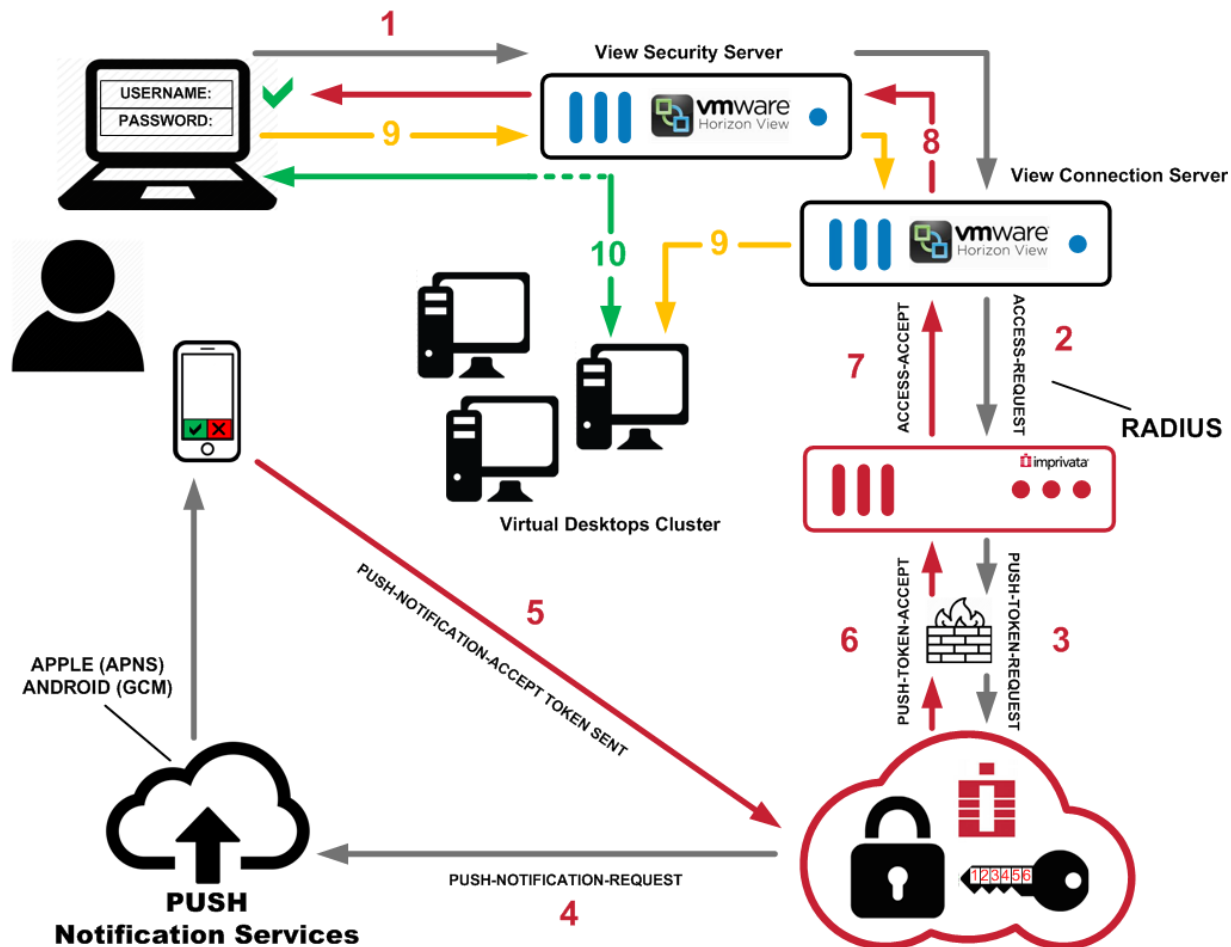 1
View Security Server
USERNAME:
PASSWORD:
vmware
Horizon View
9
8
View Connection Server
vmware
Horizon View
9
10
ACCESS-ACCEPT
7
ACCESS-REQUEST
2
RADIUS
imprivata
Virtual Desktops Cluster
PUSH-NOTIFICATION-ACCEPT TOKEN SENT
5
PUSH-TOKEN-ACCEPT
6
PUSH-TOKEN-REQUEST
3
APPLE (APNS)
ANDROID (GCM)
123456
PUSH-NOTIFICATION-REQUEST
4
PUSH
Notification Services